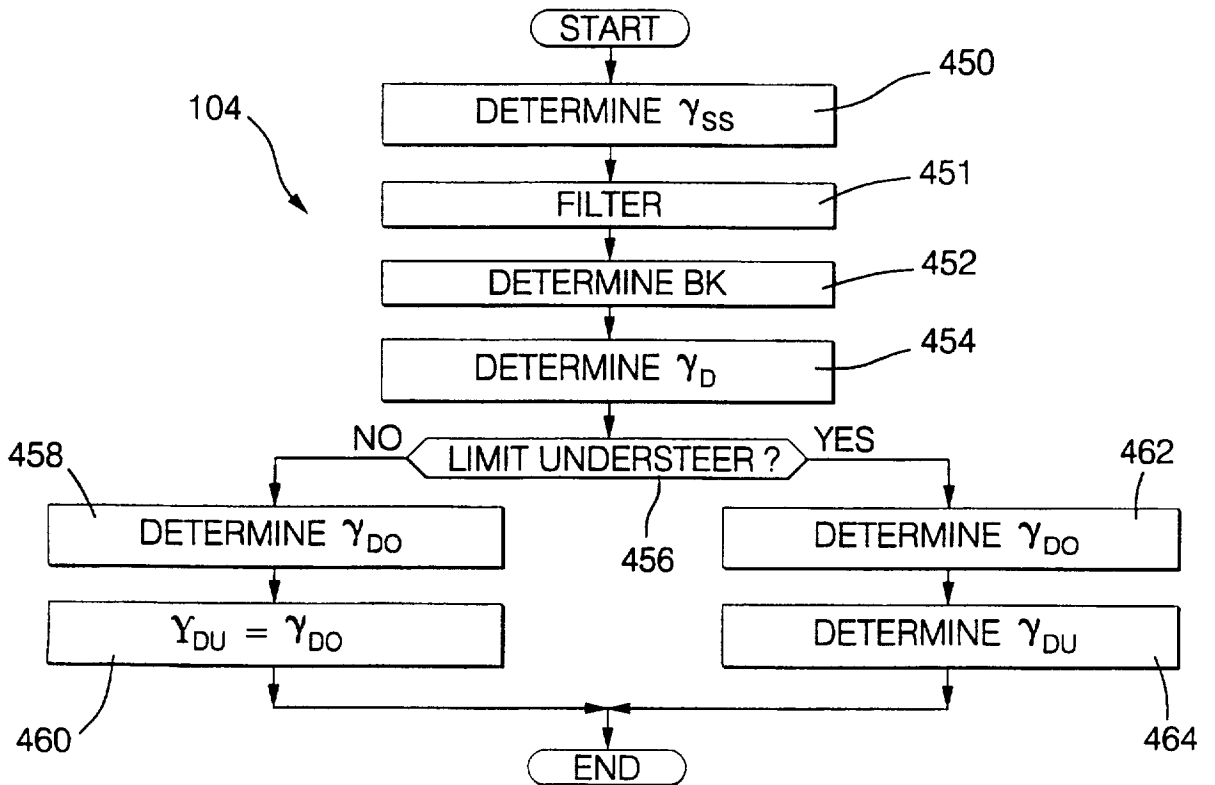 START
450
DETERMINE γSS
104
451
FILTER
452
DETERMINE BK
454
DETERMINE γD
NO
LIMIT UNDERSTEER ?
YES
458
456
462
DETERMINE γDO
DETERMINE γDO
ΥDU = γDO
DETERMINE γDU
460
464
END